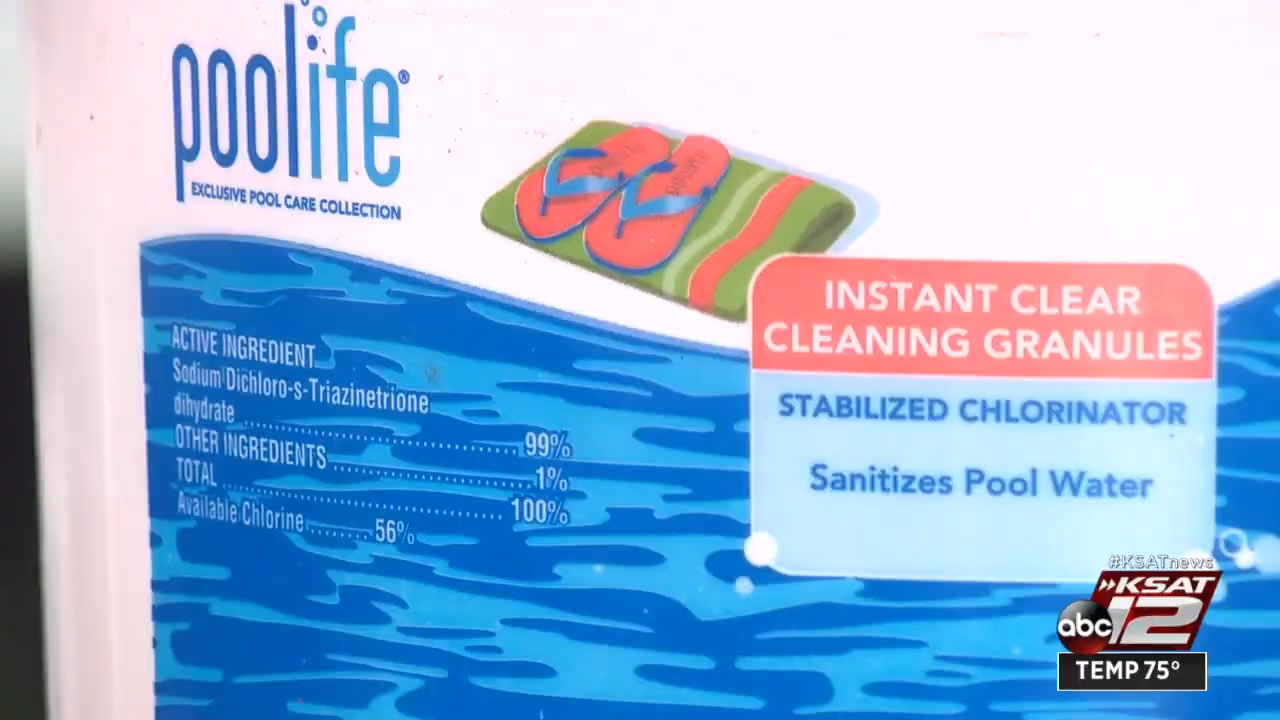 poolife®
EXCLUSIVE POOL CARE COLLECTION
INSTANT CLEAR
CLEANING GRANULES
STABILIZED CHLORINATOR
Sanitizes Pool Water
ACTIVE INGREDIENT
Sodium Dichloro-s-Triazinetrione
dihydrate ........ 99%
OTHER INGREDIENTS ........ 1%
TOTAL ........ 100%
Available Chlorine ...... 56%
#KSATnews
KSAT
abc 12
TEMP 75°